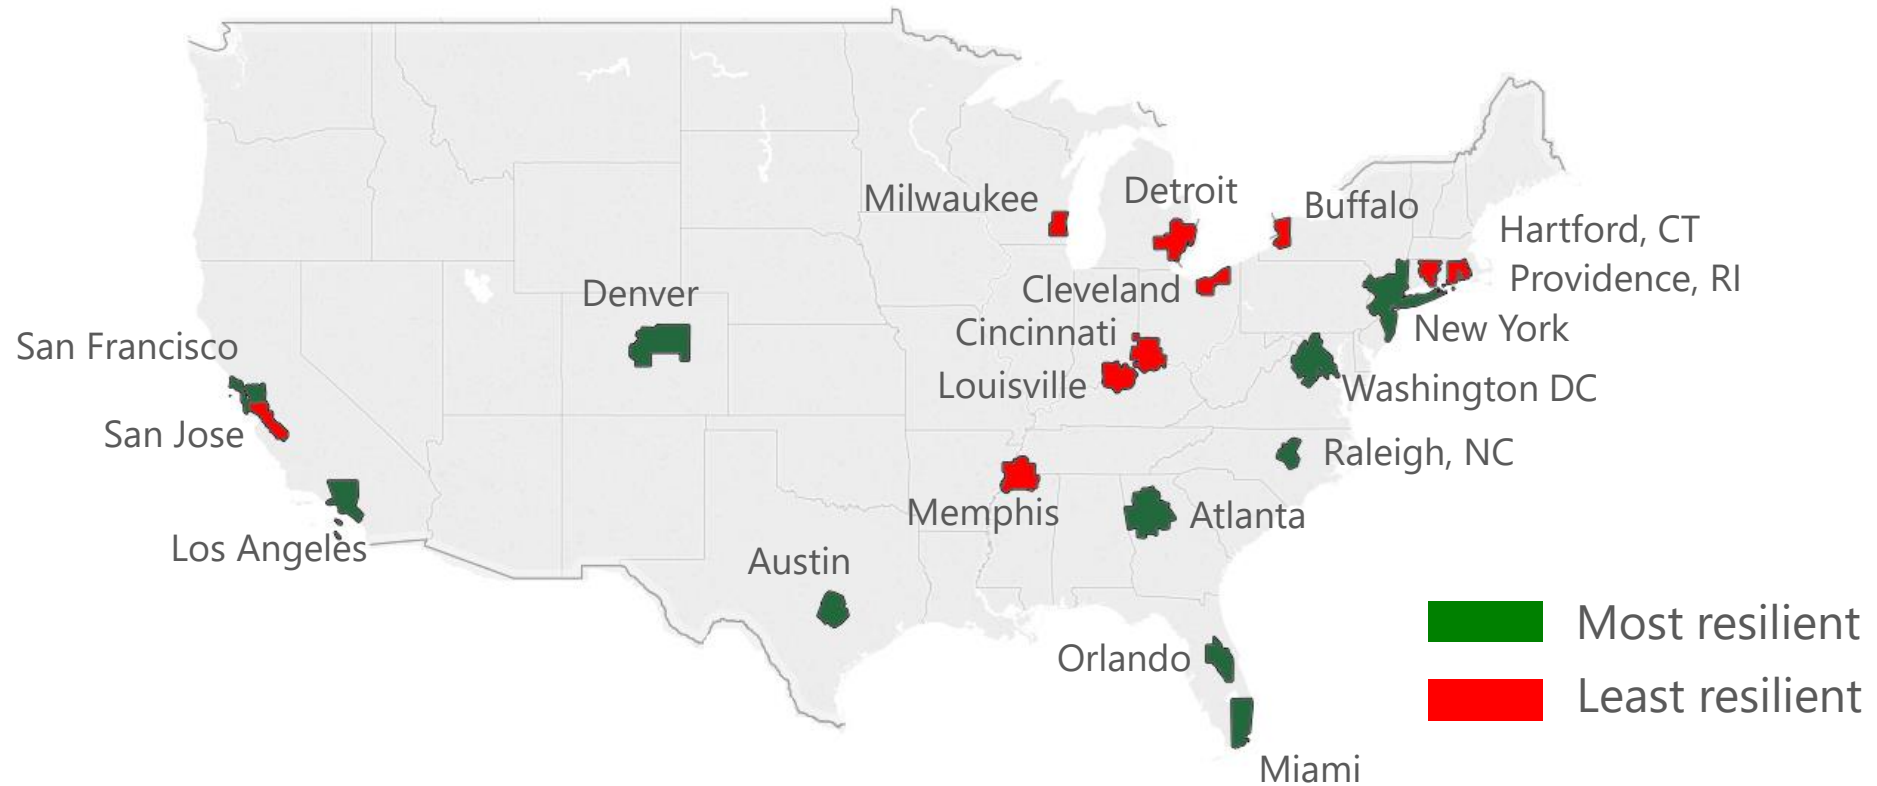 Milwaukee
Detroit
Buffalo
Hartford, CT
Providence, RI
Cleveland
Denver
Cincinnati
New York
San Francisco
Louisville
Washington DC
San Jose
Raleigh, NC
Memphis
Atlanta
Los Angeles
Austin
Most resilient
Orlando
Least resilient
Miami